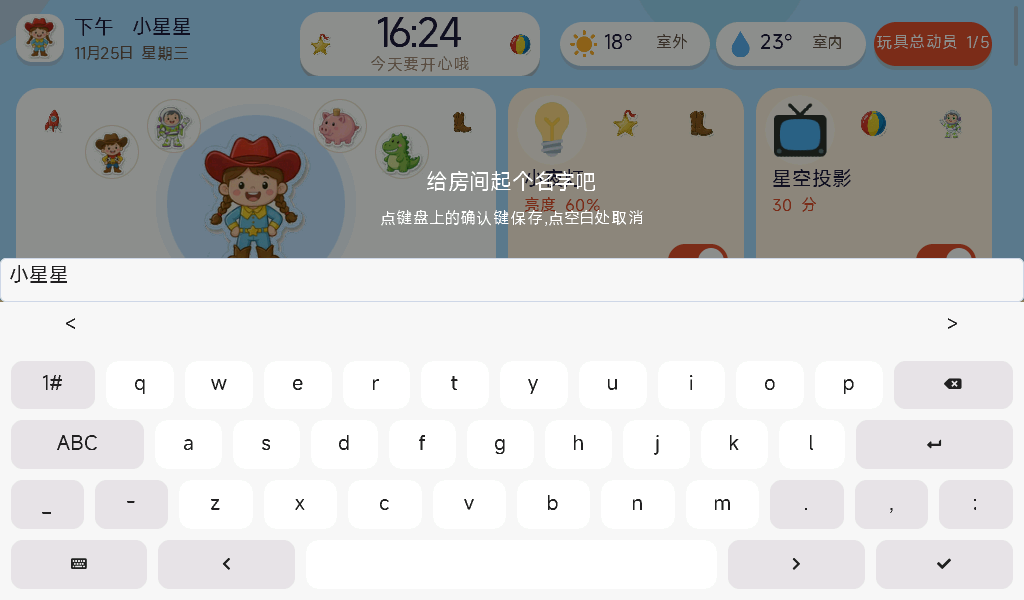 下午 小星星
11月25日 星期三
16:24
今天要开心哦
18° 室外
23° 室内
玩具总动员 1/5
给房间起个名字吧
点键盘上的确认键保存,点空白处取消
亮度 60%
星空投影
30 分
小星星
< >
1# q w e r t y u i o p
ABC a s d f g h j k l
_ - z x c v b n m . , :